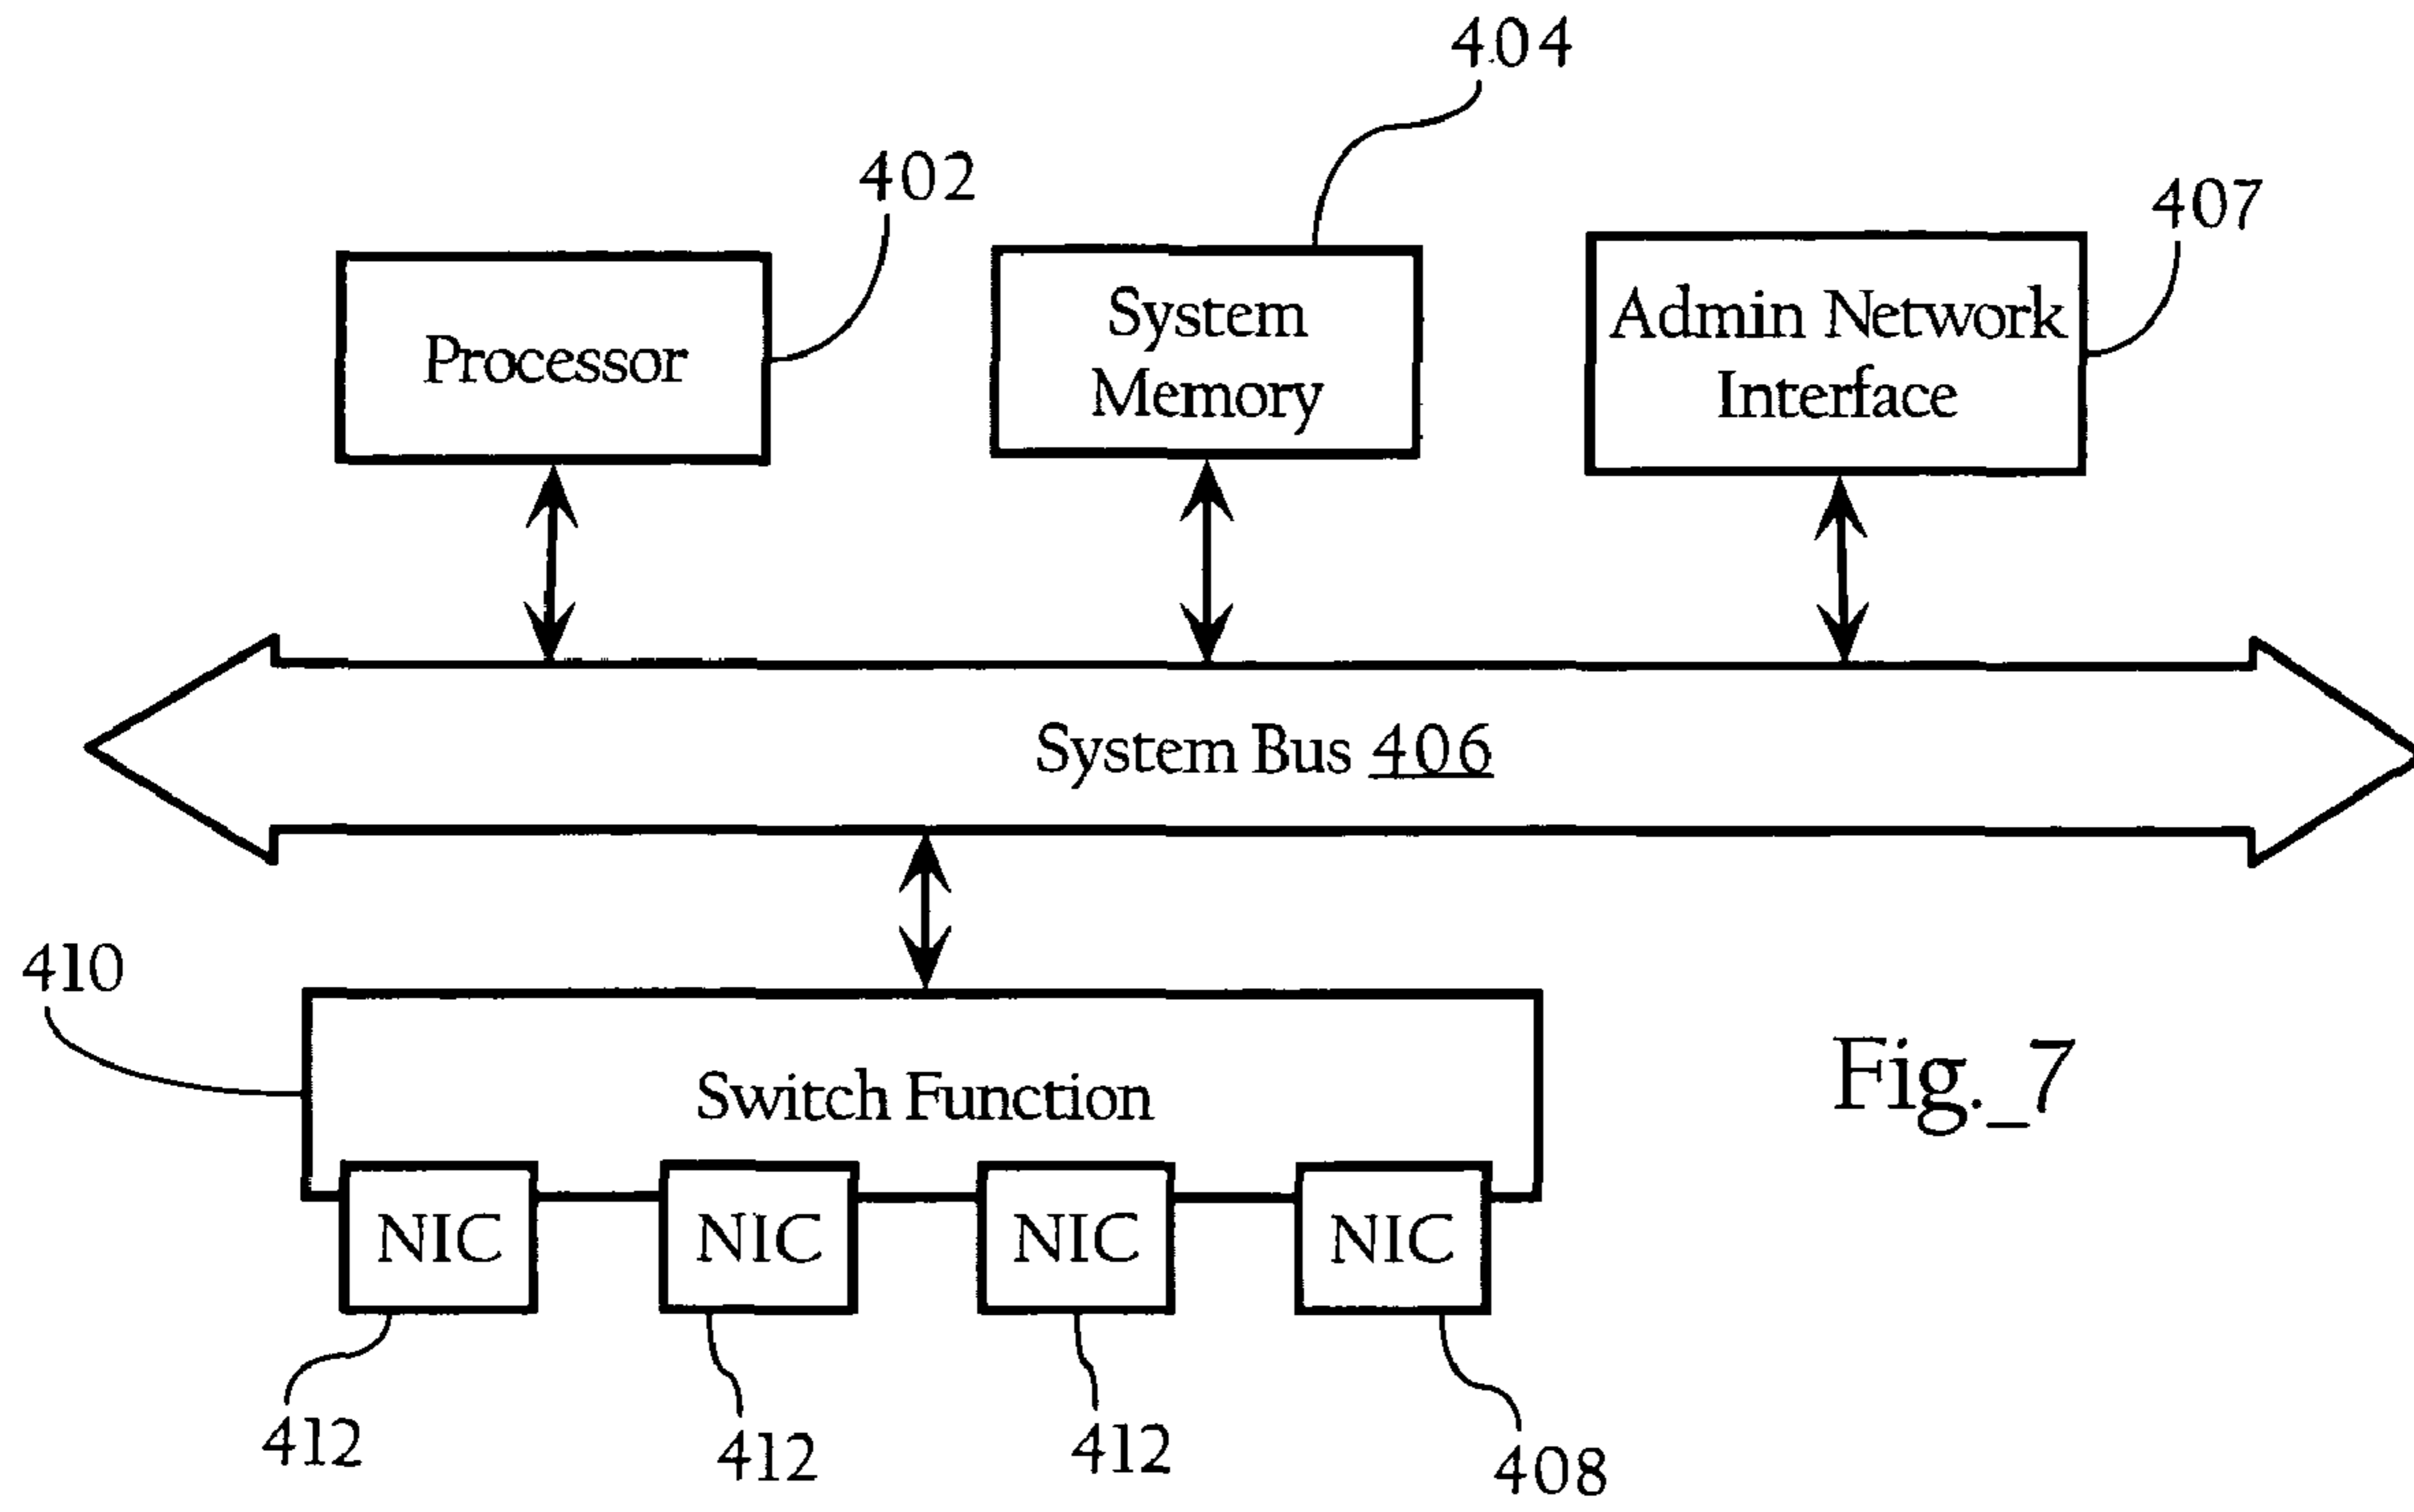 404
402
407
Processor
System
Memory
Admin Network
Interface
System Bus 406
410
Switch Function
Fig._7
NIC
NIC
NIC
NIC
412
412
412
408